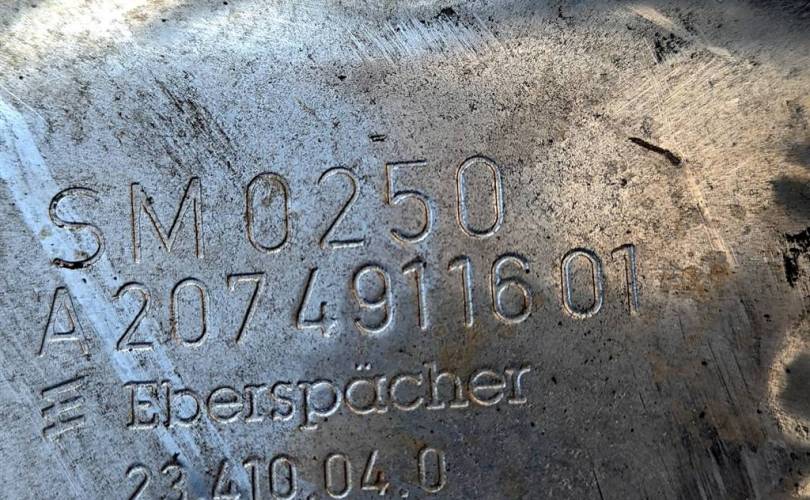 SM 0250
A 207 491 16 01
Eberspächer
23.410.04.0